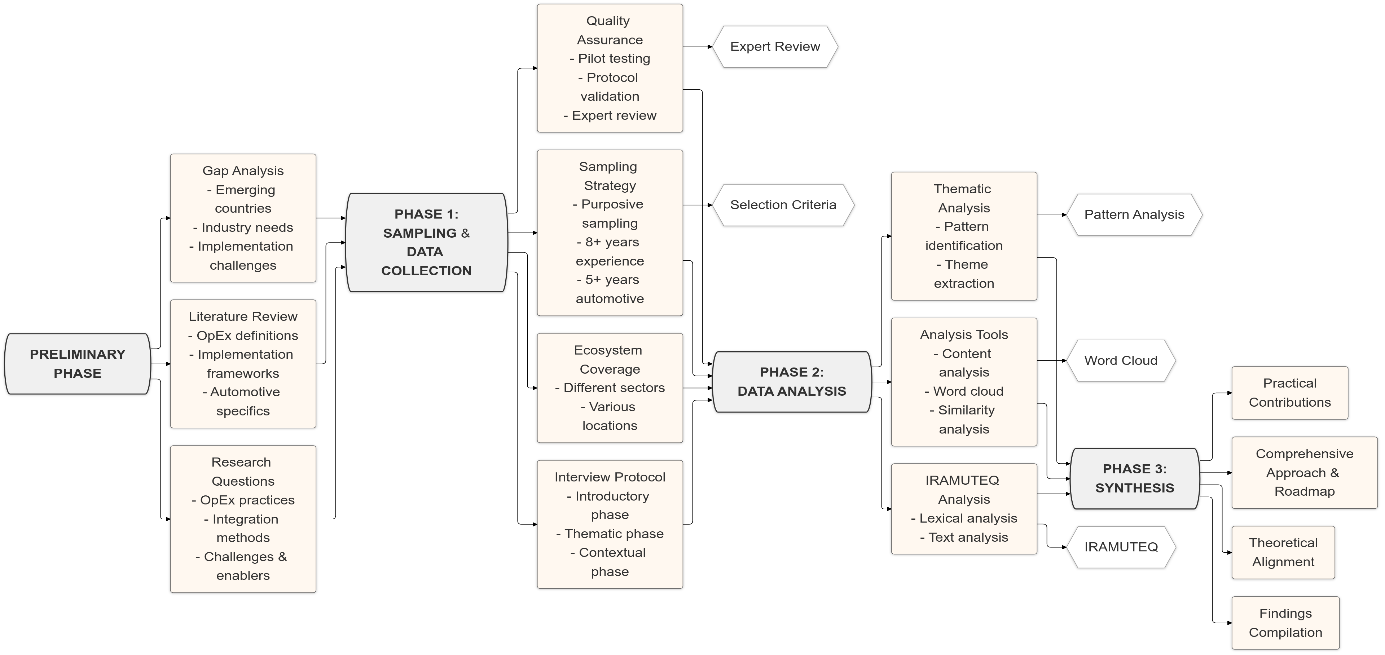 PRELIMINARY
PHASE
Gap Analysis
- Emerging
countries
- Industry needs
- Implementation
challenges
Literature Review
- OpEx definitions
- Implementation
frameworks
- Automotive
specifics
Research
Questions
- OpEx practices
- Integration
methods
- Challenges &
enablers
PHASE 1:
SAMPLING &
DATA
COLLECTION
Quality
Assurance
- Pilot testing
- Protocol
validation
- Expert review
Expert Review
Sampling
Strategy
- Purposive
sampling
- 8+ years
experience
- 5+ years
automotive
Selection Criteria
Ecosystem
Coverage
- Different sectors
- Various
locations
Interview Protocol
- Introductory
phase
- Thematic phase
- Contextual
phase
PHASE 2:
DATA ANALYSIS
Thematic
Analysis
- Pattern
identification
- Theme
extraction
Pattern Analysis
Analysis Tools
- Content
analysis
- Word cloud
- Similarity
analysis
Word Cloud
IRAMUTEQ
Analysis
- Lexical analysis
- Text analysis
IRAMUTEQ
PHASE 3:
SYNTHESIS
Practical
Contributions
Comprehensive
Approach &
Roadmap
Theoretical
Alignment
Findings
Compilation